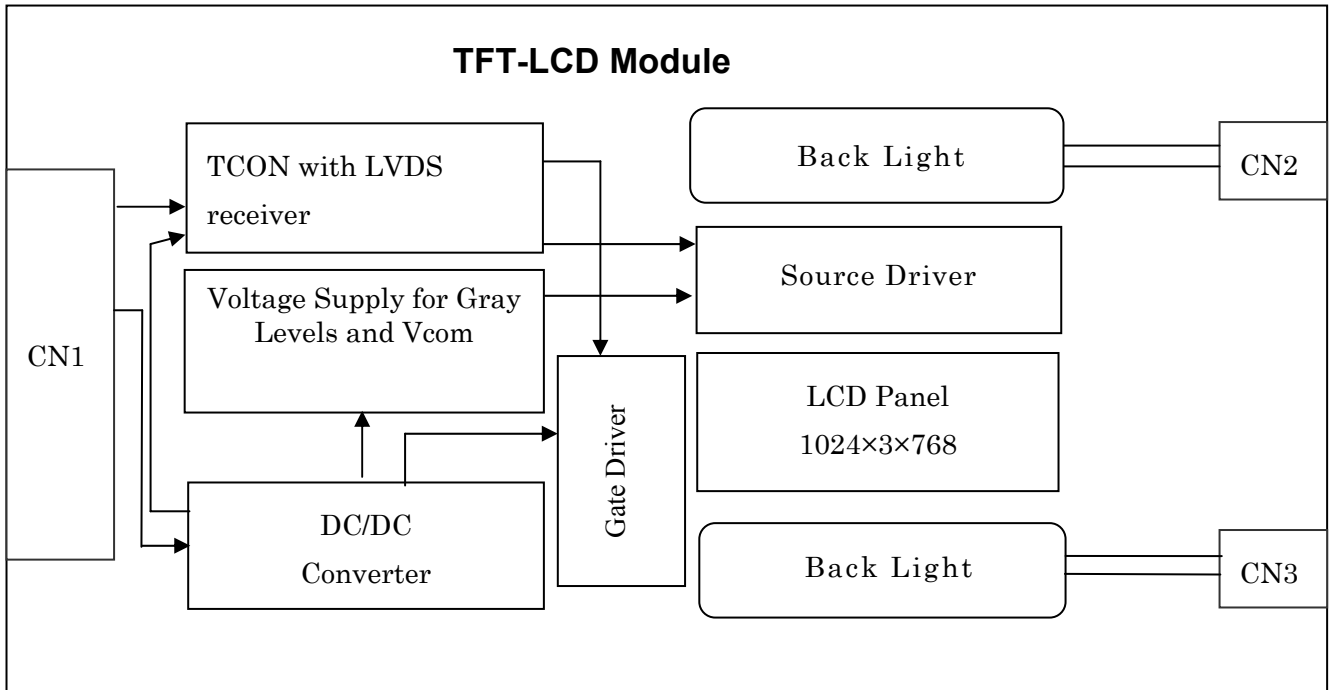 TFT-LCD Module
TCON with LVDS
receiver
Back Light
CN2
Voltage Supply for Gray
Levels and Vcom
Source Driver
CN1
Gate Driver
LCD Panel
1024×3×768
DC/DC
Converter
Back Light
CN3